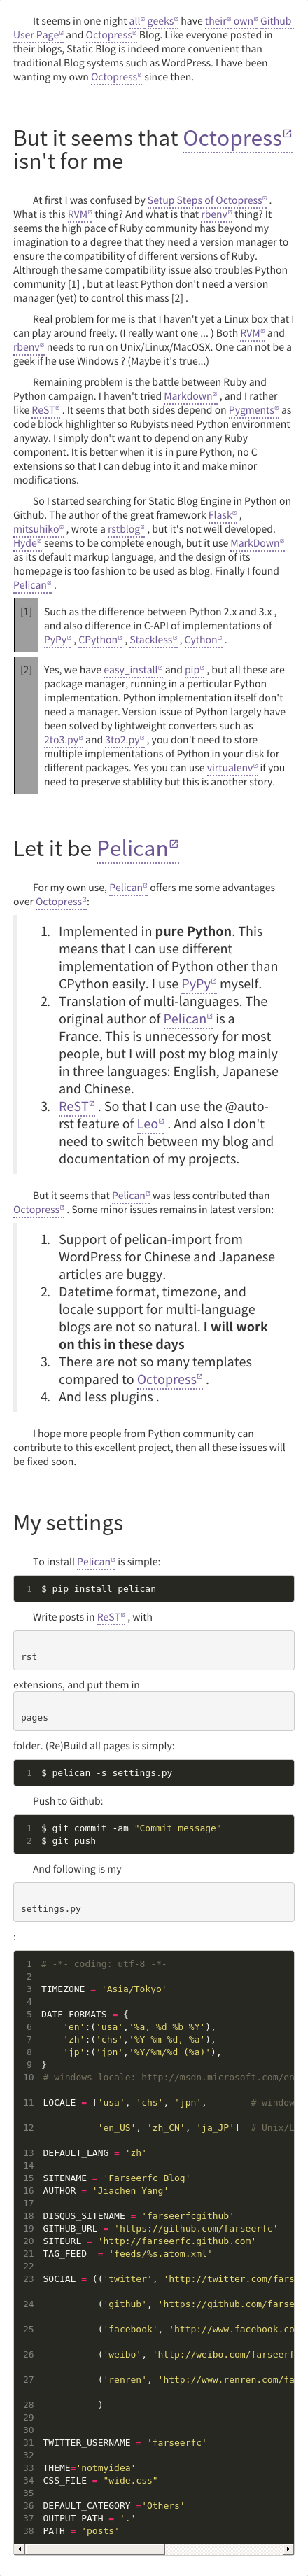 It seems in one night all geeks have their own Github
User Page and Octopress Blog. Like everyone posted in
their blogs, Static Blog is indeed more convenient than
traditional Blog systems such as WordPress. I have been
wanting my own Octopress since then.
But it seems that Octopress
isn't for me
At first I was confused by Setup Steps of Octopress .
What is this RVM thing? And what is that rbenv thing? It
seems the high pace of Ruby community has beyond my
imagination to a degree that they need a version manager to
ensure the compatibility of different versions of Ruby.
Althrough the same compatibility issue also troubles Python
community [1] , but at least Python don't need a version
manager (yet) to control this mass [2] .
Real problem for me is that I haven't yet a Linux box that I
can play around freely. (I really want one ... ) Both RVM and
rbenv needs to run on Unix/Linux/MacOSX. One can not be a
geek if he use Windows ? (Maybe it's true...)
Remaining problem is the battle between Ruby and
Python campaign. I haven't tried Markdown , and I rather
like ReST . It seems that both sides depend on Pygments as
code block highlighter so Rubyists need Python environment
anyway. I simply don't want to depend on any Ruby
component. It is better when it is in pure Python, no C
extensions so that I can debug into it and make minor
modifications.
So I started searching for Static Blog Engine in Python on
Github. The author of the great framework Flask ,
mitsuhiko , wrote a rstblog , but it's not well developed.
Hyde seems to be complete enough, but it use MarkDown
as its default markup language, and the design of its
homepage is too fashion to be used as blog. Finally I found
Pelican .
[1] Such as the difference between Python 2.x and 3.x ,
and also difference in C-API of implementations of
PyPy , CPython , Stackless , Cython .
[2] Yes, we have easy_install and pip , but all these are
package manager, running in a perticular Python
implementation. Python implementation itself don't
need a manager. Version issue of Python largely have
been solved by lightweight converters such as
2to3.py and 3to2.py , you don't need to store
multiple implementations of Python in your disk for
different packages. Yes you can use virtualenv if you
need to preserve stablility but this is another story.
Let it be Pelican
For my own use, Pelican offers me some advantages
over Octopress:
1. Implemented in pure Python. This
means that I can use different
implementation of Python other than
CPython easily. I use PyPy myself.
2. Translation of multi-languages. The
original author of Pelican is a
France. This is unnecessary for most
people, but I will post my blog mainly
in three languages: English, Japanese
and Chinese.
3. ReST . So that I can use the @auto-
rst feature of Leo . And also I don't
need to switch between my blog and
documentation of my projects.
But it seems that Pelican was less contributed than
Octopress . Some minor issues remains in latest version:
1. Support of pelican-import from
WordPress for Chinese and Japanese
articles are buggy.
2. Datetime format, timezone, and
locale support for multi-language
blogs are not so natural. I will work
on this in these days
3. There are not so many templates
compared to Octopress .
4. And less plugins .
I hope more people from Python community can
contribute to this excellent project, then all these issues will
be fixed soon.
My settings
To install Pelican is simple:
1 $ pip install pelican
Write posts in ReST , with
rst
extensions, and put them in
pages
folder. (Re)Build all pages is simply:
$ pelican -s settings.py
Push to Github:
1 $ git commit -am "Commit message"
2 $ git push
And following is my
settings.py
:
1 # -*- coding: utf-8 -*-
2
3 TIMEZONE = 'Asia/Tokyo'
4
5 DATE_FORMATS = {
6 'en':('usa','%a, %d %b %Y'),
7 'zh':('chs','%Y-%m-%d, %a'),
8 'jp':('jpn','%Y/%m/%d (%a)'),
9 }
10 # windows locale: http://msdn.microsoft.com/en
11 LOCALE = ['usa', 'chs', 'jpn', # window
12 'en_US', 'zh_CN', 'ja_JP'] # Unix/L
13 DEFAULT_LANG = 'zh'
14
15 SITENAME = 'Farseerfc Blog'
16 AUTHOR = 'Jiachen Yang'
17
18 DISQUS_SITENAME = 'farseerfcgithub'
19 GITHUB_URL = 'https://github.com/farseerfc'
20 SITEURL = 'http://farseerfc.github.com'
21 TAG_FEED = 'feeds/%s.atom.xml'
22
23 SOCIAL = (('twitter', 'http://twitter.com/fars
24 ('github', 'https://github.com/farse
25 ('facebook', 'http://www.facebook.co
26 ('weibo', 'http://weibo.com/farseerf
27 ('renren', 'http://www.renren.com/fa
28 )
29
30
31 TWITTER_USERNAME = 'farseerfc'
32
33 THEME='notmyidea'
34 CSS_FILE = "wide.css"
35
36 DEFAULT_CATEGORY ='Others'
37 OUTPUT_PATH = '.'
38 PATH = 'posts'